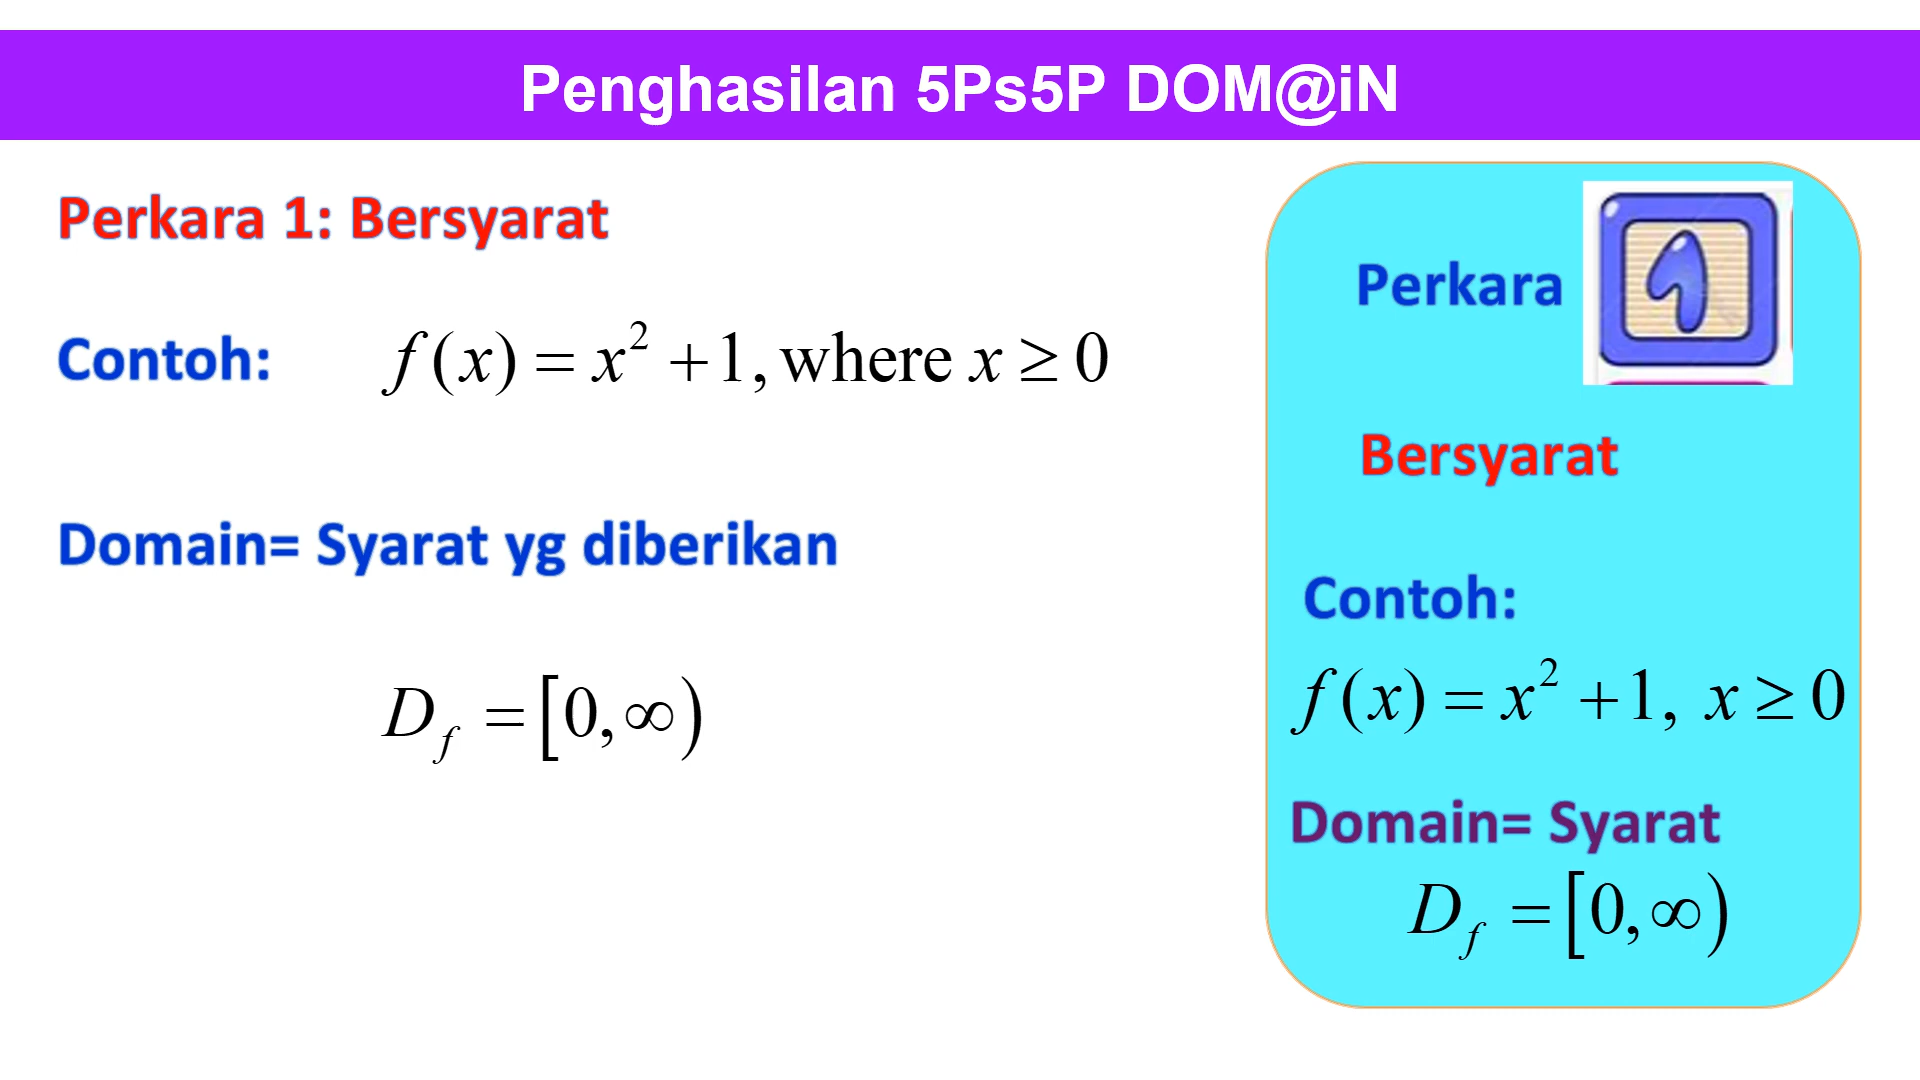 Penghasilan 5Ps5P DOM@iN
Perkara 1: Bersyarat
Contoh: f(x) = x² + 1, where x ≥ 0
Domain= Syarat yg diberikan
D_f = [0, ∞)
Perkara 1
Bersyarat
Contoh:
f(x) = x² + 1, x ≥ 0
Domain= Syarat
D_f = [0, ∞)